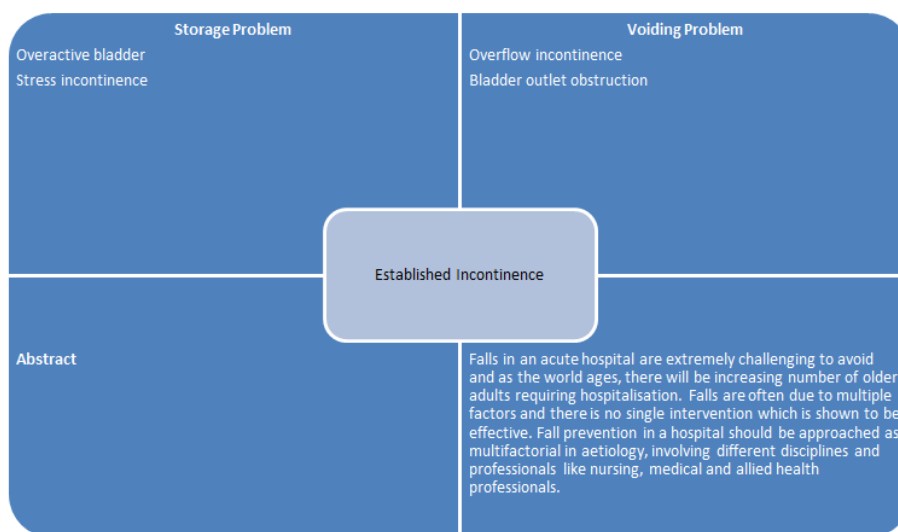 Storage Problem
Overactive bladder
Stress incontinence
Voiding Problem
Overflow incontinence
Bladder outlet obstruction
Established Incontinence
Abstract
Falls in an acute hospital are extremely challenging to avoid
and as the world ages, there will be increasing number of older
adults requiring hospitalisation. Falls are often due to multiple
factors and there is no single intervention which is shown to be
effective. Fall prevention in a hospital should be approached as
multifactorial in aetiology, involving different disciplines and
professionals like nursing, medical and allied health
professionals.